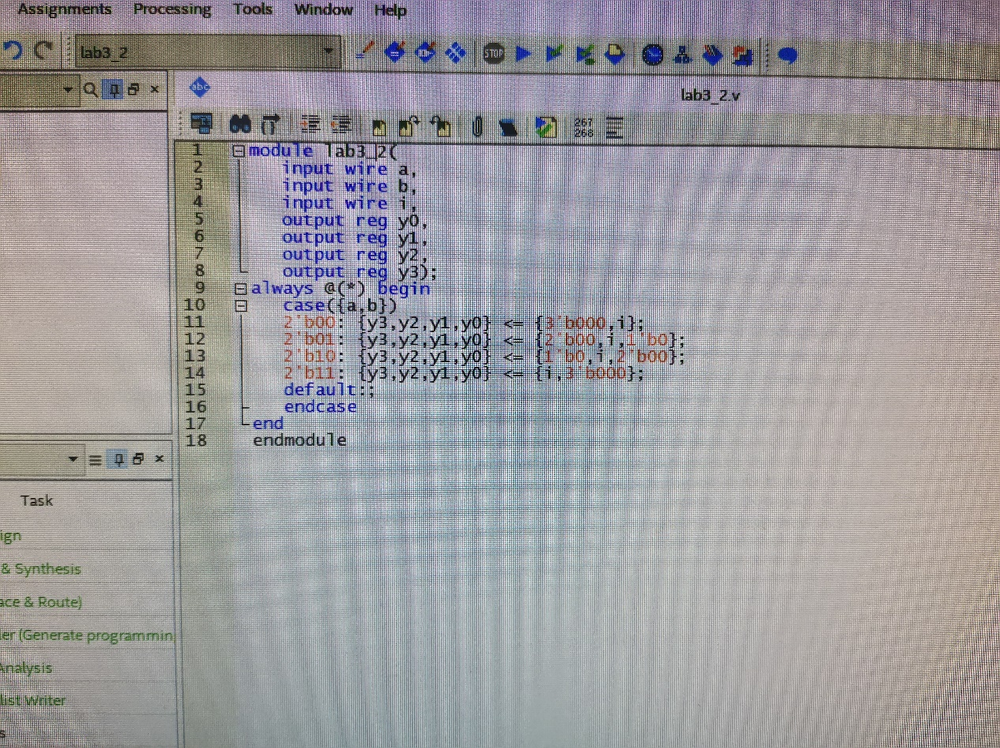 Assignments Processing Tools Window Help
lab3_2
STOP
abc
lab3_2.v
267
268
1 module lab3_2(
2 input wire a,
3 input wire b,
4 input wire i,
5 output reg y0,
6 output reg y1,
7 output reg y2,
8 output reg y3);
9 always @(*) begin
10 case({a,b})
11 2'b00: {y3,y2,y1,y0} <= {3'b000,i};
12 2'b01: {y3,y2,y1,y0} <= {2'b00,i,1'b0};
13 2'b10: {y3,y2,y1,y0} <= {1'b0,i,2'b00};
14 2'b11: {y3,y2,y1,y0} <= {i,3'b000};
15 default:;
16 endcase
17 end
18 endmodule
Task
ign
& Synthesis
ace & Route)
er (Generate programmin
Analysis
list Writer
s